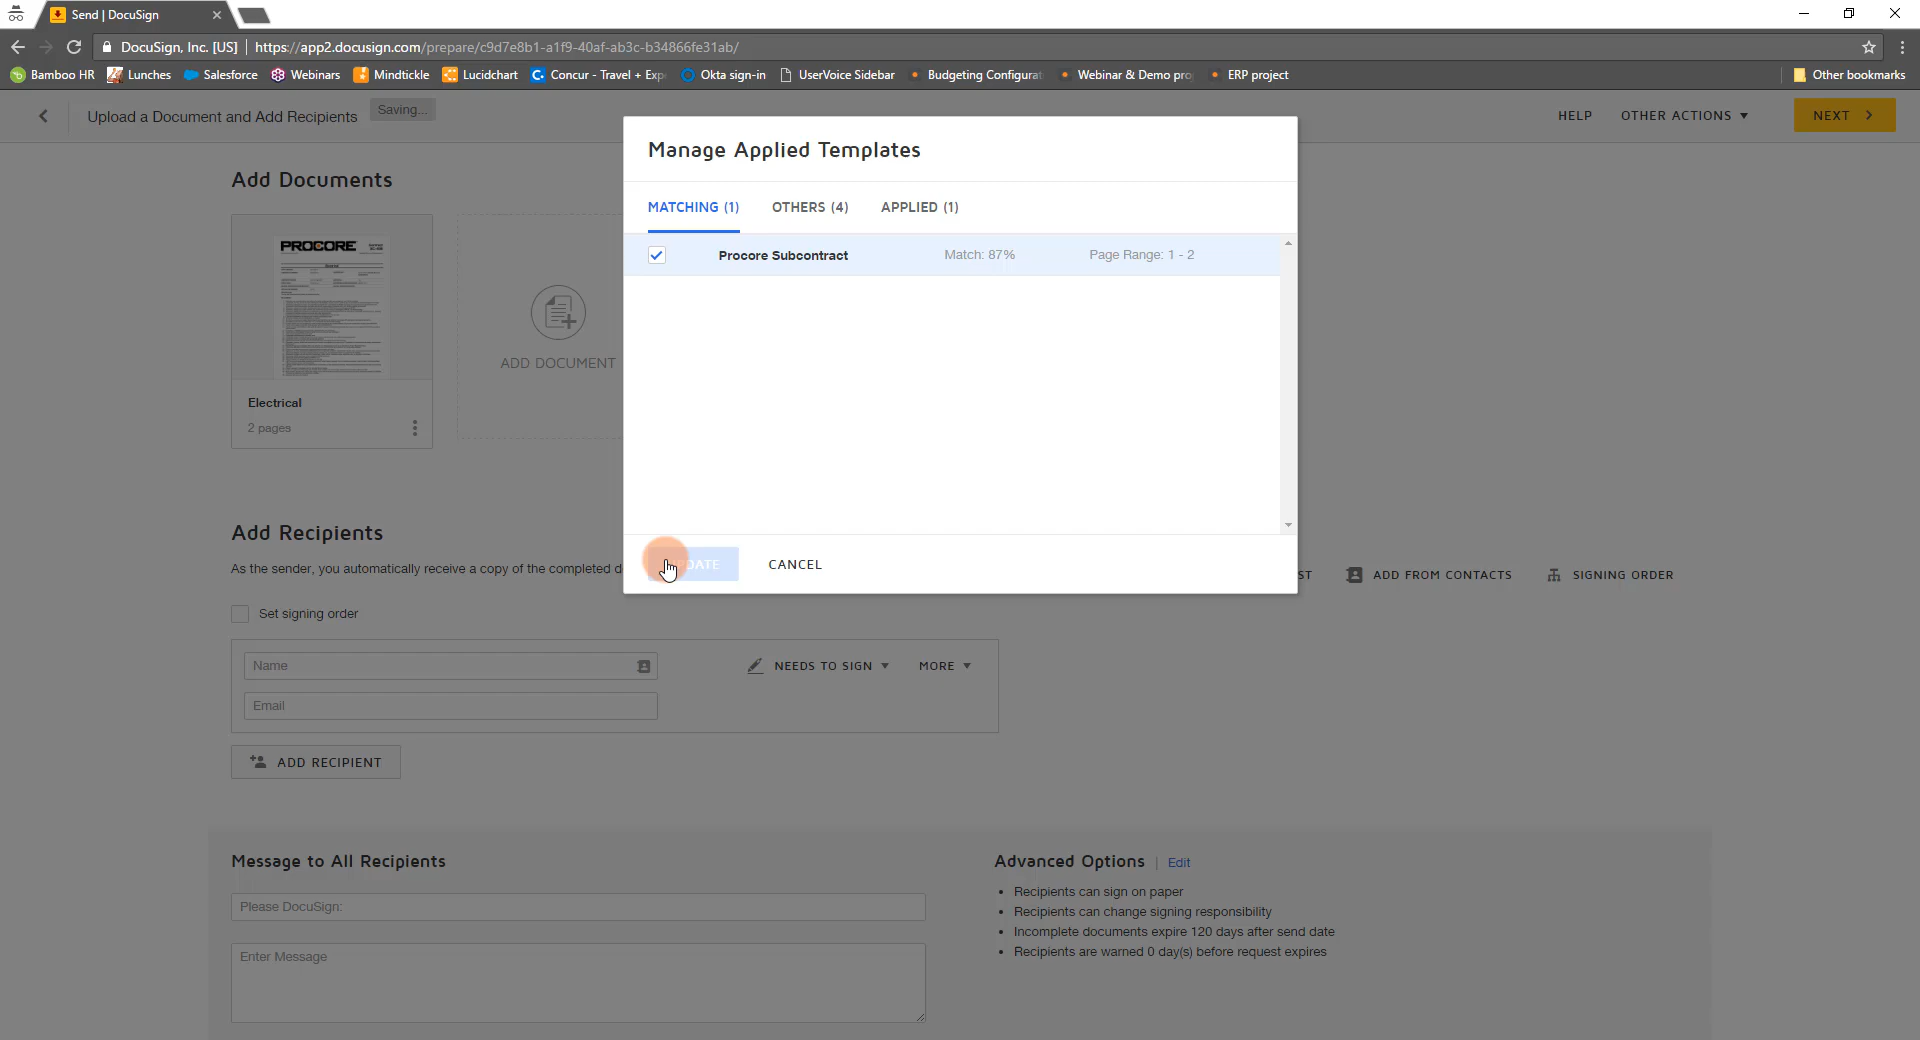 Send | DocuSign
DocuSign, Inc. [US] | https://app2.docusign.com/prepare/c9d7e8b1-a1f9-40af-ab3c-b34866fe31ab/
Bamboo HR Lunches Salesforce Webinars Mindtickle Lucidchart Concur - Travel + Exp Okta sign-in UserVoice Sidebar Budgeting Configurat Webinar & Demo pro ERP project Other bookmarks
Upload a Document and Add Recipients Saving... HELP OTHER ACTIONS NEXT
Manage Applied Templates
MATCHING (1) OTHERS (4) APPLIED (1)
Procore Subcontract Match: 87% Page Range: 1 - 2
UPDATE CANCEL
Add Documents
PROCORE
ADD DOCUMENT
Electrical
2 pages
Add Recipients
As the sender, you automatically receive a copy of the completed
ST ADD FROM CONTACTS SIGNING ORDER
Set signing order
Name NEEDS TO SIGN MORE
Email
ADD RECIPIENT
Message to All Recipients
Please DocuSign:
Enter Message
Advanced Options | Edit
• Recipients can sign on paper
• Recipients can change signing responsibility
• Incomplete documents expire 120 days after send date
• Recipients are warned 0 day(s) before request expires